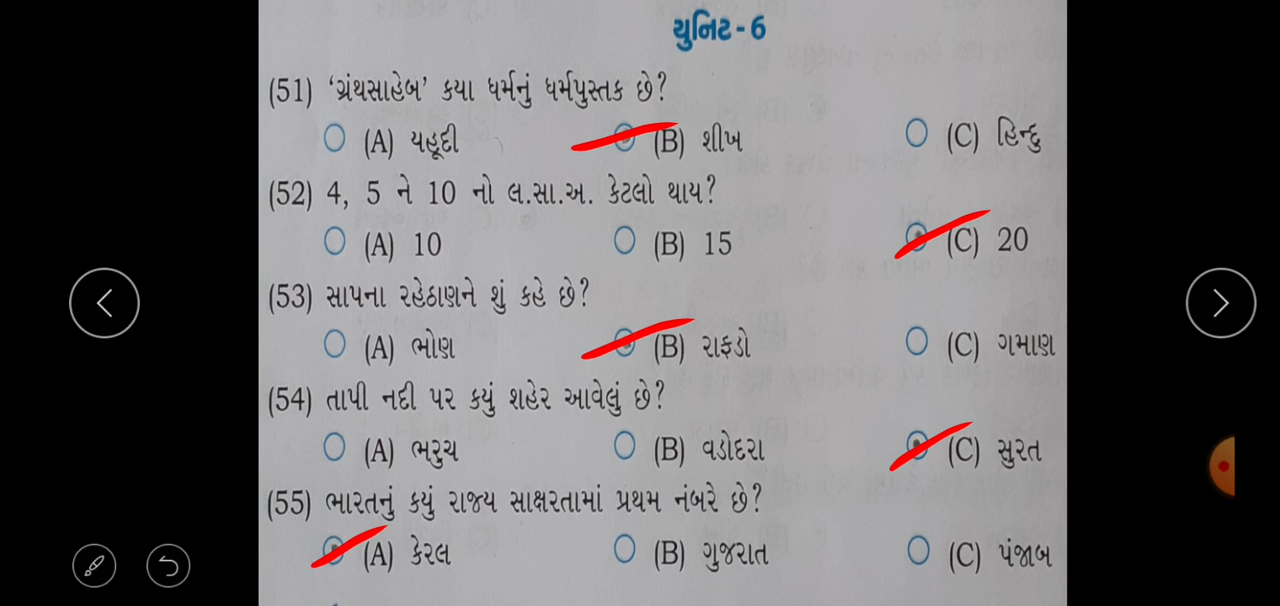 યુનિટ - 6
(51) ‘ગ્રંથસાહેબ’ કયા ધર્મનું ધર્મપુસ્તક છે?
(A) યહૂદી (B) શીખ (C) હિન્દુ
(52) 4, 5 ને 10 નો લ.સા.અ. કેટલો થાય?
(A) 10 (B) 15 (C) 20
(53) સાપના રહેઠાણને શું કહે છે?
(A) ભોણ (B) રાફડો (C) ગમાણ
(54) તાપી નદી પર કયું શહેર આવેલું છે?
(A) ભરુચ (B) વડોદરા (C) સુરત
(55) ભારતનું કયું રાજ્ય સાક્ષરતામાં પ્રથમ નંબરે છે?
(A) કેરલ (B) ગુજરાત (C) પંજાબ